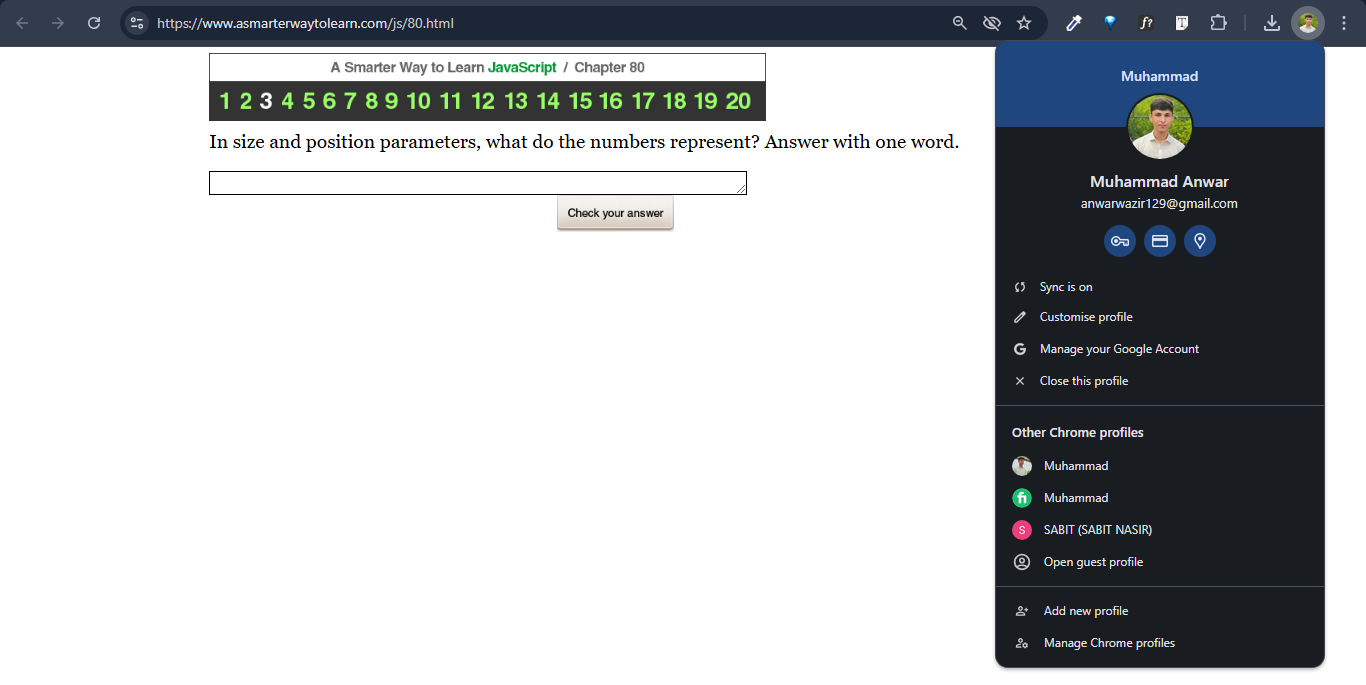 https://www.asmarterwaytolearn.com/js/80.html
f?
T
A Smarter Way to Learn JavaScript / Chapter 80
1 2 3 4 5 6 7 8 9 10 11 12 13 14 15 16 17 18 19 20
In size and position parameters, what do the numbers represent? Answer with one word.
Check your answer
Muhammad
Muhammad Anwar
anwarwazir129@gmail.com
Sync is on
Customise profile
G Manage your Google Account
Close this profile
Other Chrome profiles
Muhammad
fi Muhammad
S SABIT (SABIT NASIR)
Open guest profile
Add new profile
Manage Chrome profiles